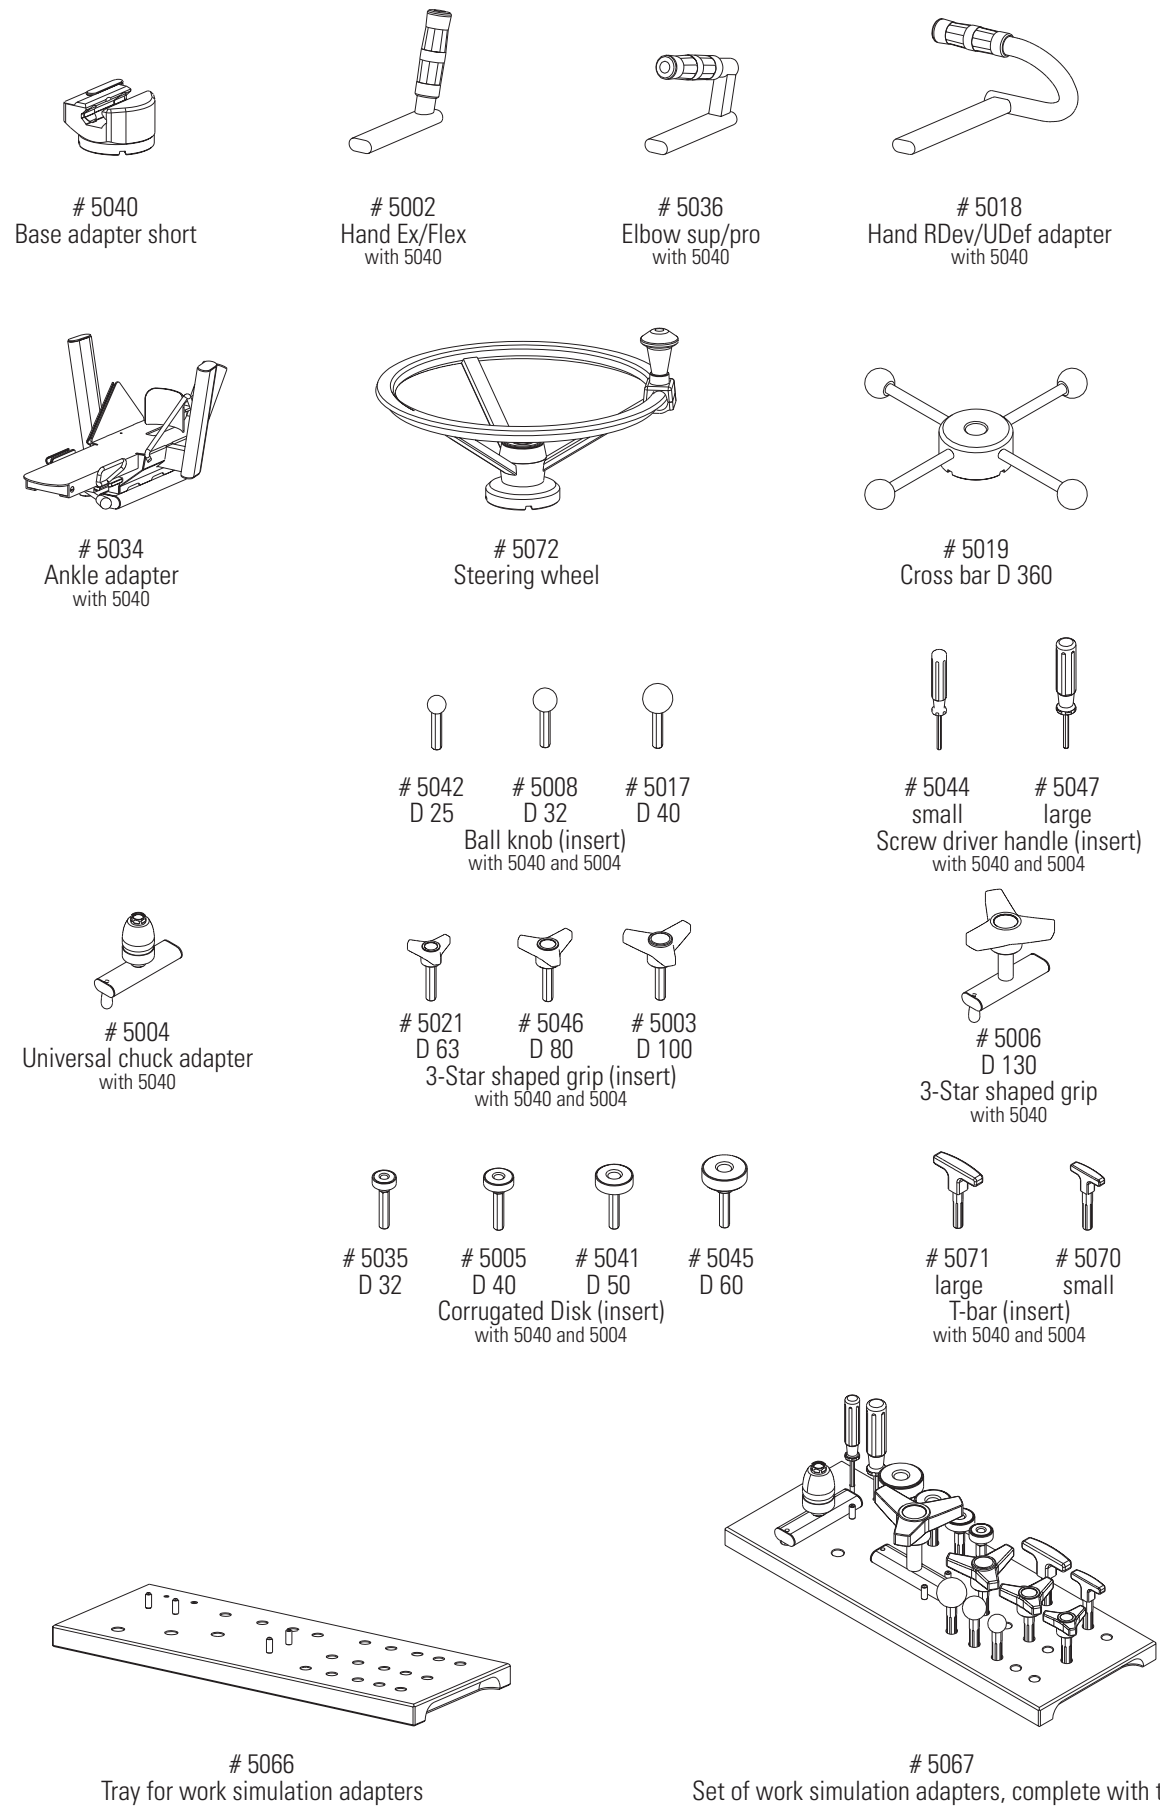 # 5040
Base adapter short
# 5002
Hand Ex/Flex
with 5040
# 5036
Elbow sup/pro
with 5040
# 5018
Hand RDev/UDef adapter
with 5040
# 5034
Ankle adapter
with 5040
# 5072
Steering wheel
# 5019
Cross bar D 360
# 5042 # 5008 # 5017
D 25 D 32 D 40
Ball knob (insert)
with 5040 and 5004
# 5044 # 5047
small large
Screw driver handle (insert)
with 5040 and 5004
# 5004
Universal chuck adapter
with 5040
# 5021 # 5046 # 5003
D 63 D 80 D 100
3-Star shaped grip (insert)
with 5040 and 5004
# 5006
D 130
3-Star shaped grip
with 5040
# 5035 # 5005 # 5041 # 5045
D 32 D 40 D 50 D 60
Corrugated Disk (insert)
with 5040 and 5004
# 5071 # 5070
large small
T-bar (insert)
with 5040 and 5004
# 5066
Tray for work simulation adapters
# 5067
Set of work simulation adapters, complete with